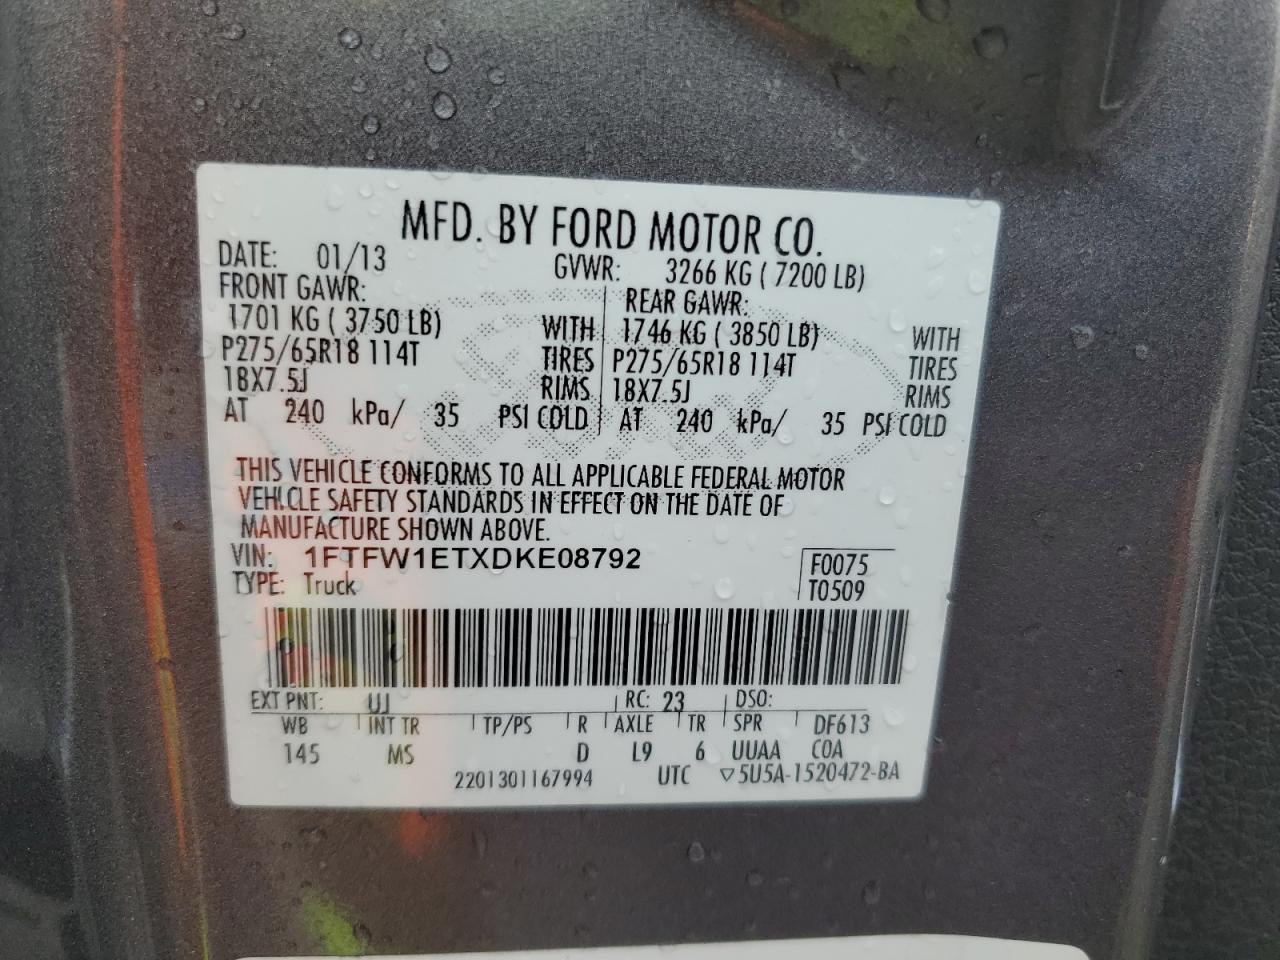 MFD. BY FORD MOTOR CO.
DATE: 01/13 GVWR: 3266 KG ( 7200 LB)
FRONT GAWR: REAR GAWR:
1701 KG ( 3750 LB) WITH 1746 KG ( 3850 LB) WITH
P275/65R18 114T TIRES P275/65R18 114T TIRES
18X7.5J RIMS 18X7.5J RIMS
AT 240 kPa/ 35 PSI COLD AT 240 kPa/ 35 PSI COLD
THIS VEHICLE CONFORMS TO ALL APPLICABLE FEDERAL MOTOR
VEHICLE SAFETY STANDARDS IN EFFECT ON THE DATE OF
MANUFACTURE SHOWN ABOVE.
VIN: 1FTFW1ETXDKE08792 F0075
TYPE: Truck T0509
EXT PNT: UJ RC: 23 DSO:
WB INT TR TP/PS R AXLE TR SPR DF613
145 MS D L9 6 UUAA COA
2201301167994 UTC ▽5U5A-1520472-BA